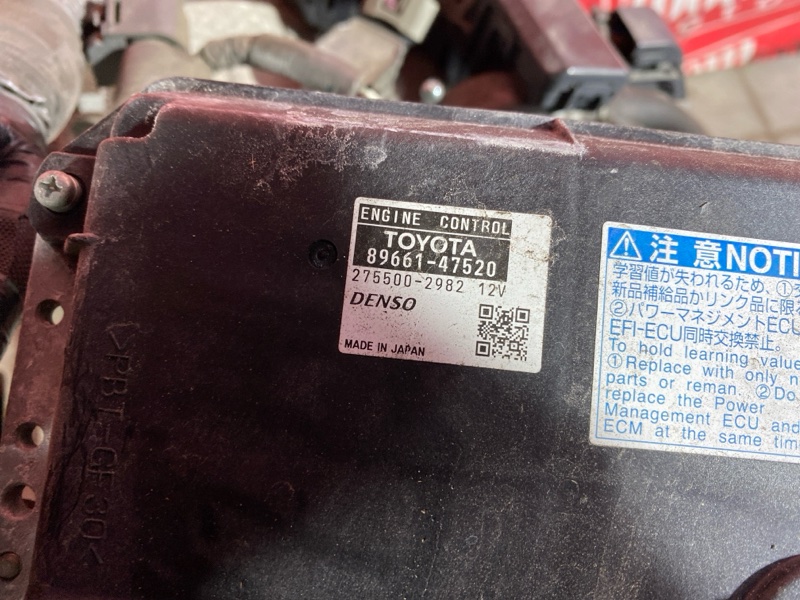 ENGINE CONTROL
TOYOTA
89661-47520
275500-2982 12V
DENSO
MADE IN JAPAN
注意NOTI
学習値が失われるため、①
新品補給品かリンク品に限
②パワーマネジメントECU
EFI-ECU同時交換禁止。
To hold learning value
①Replace with only n
parts or reman. ②Do
replace the Power
Management ECU and
ECM at the same tim
>PBT-GF30<